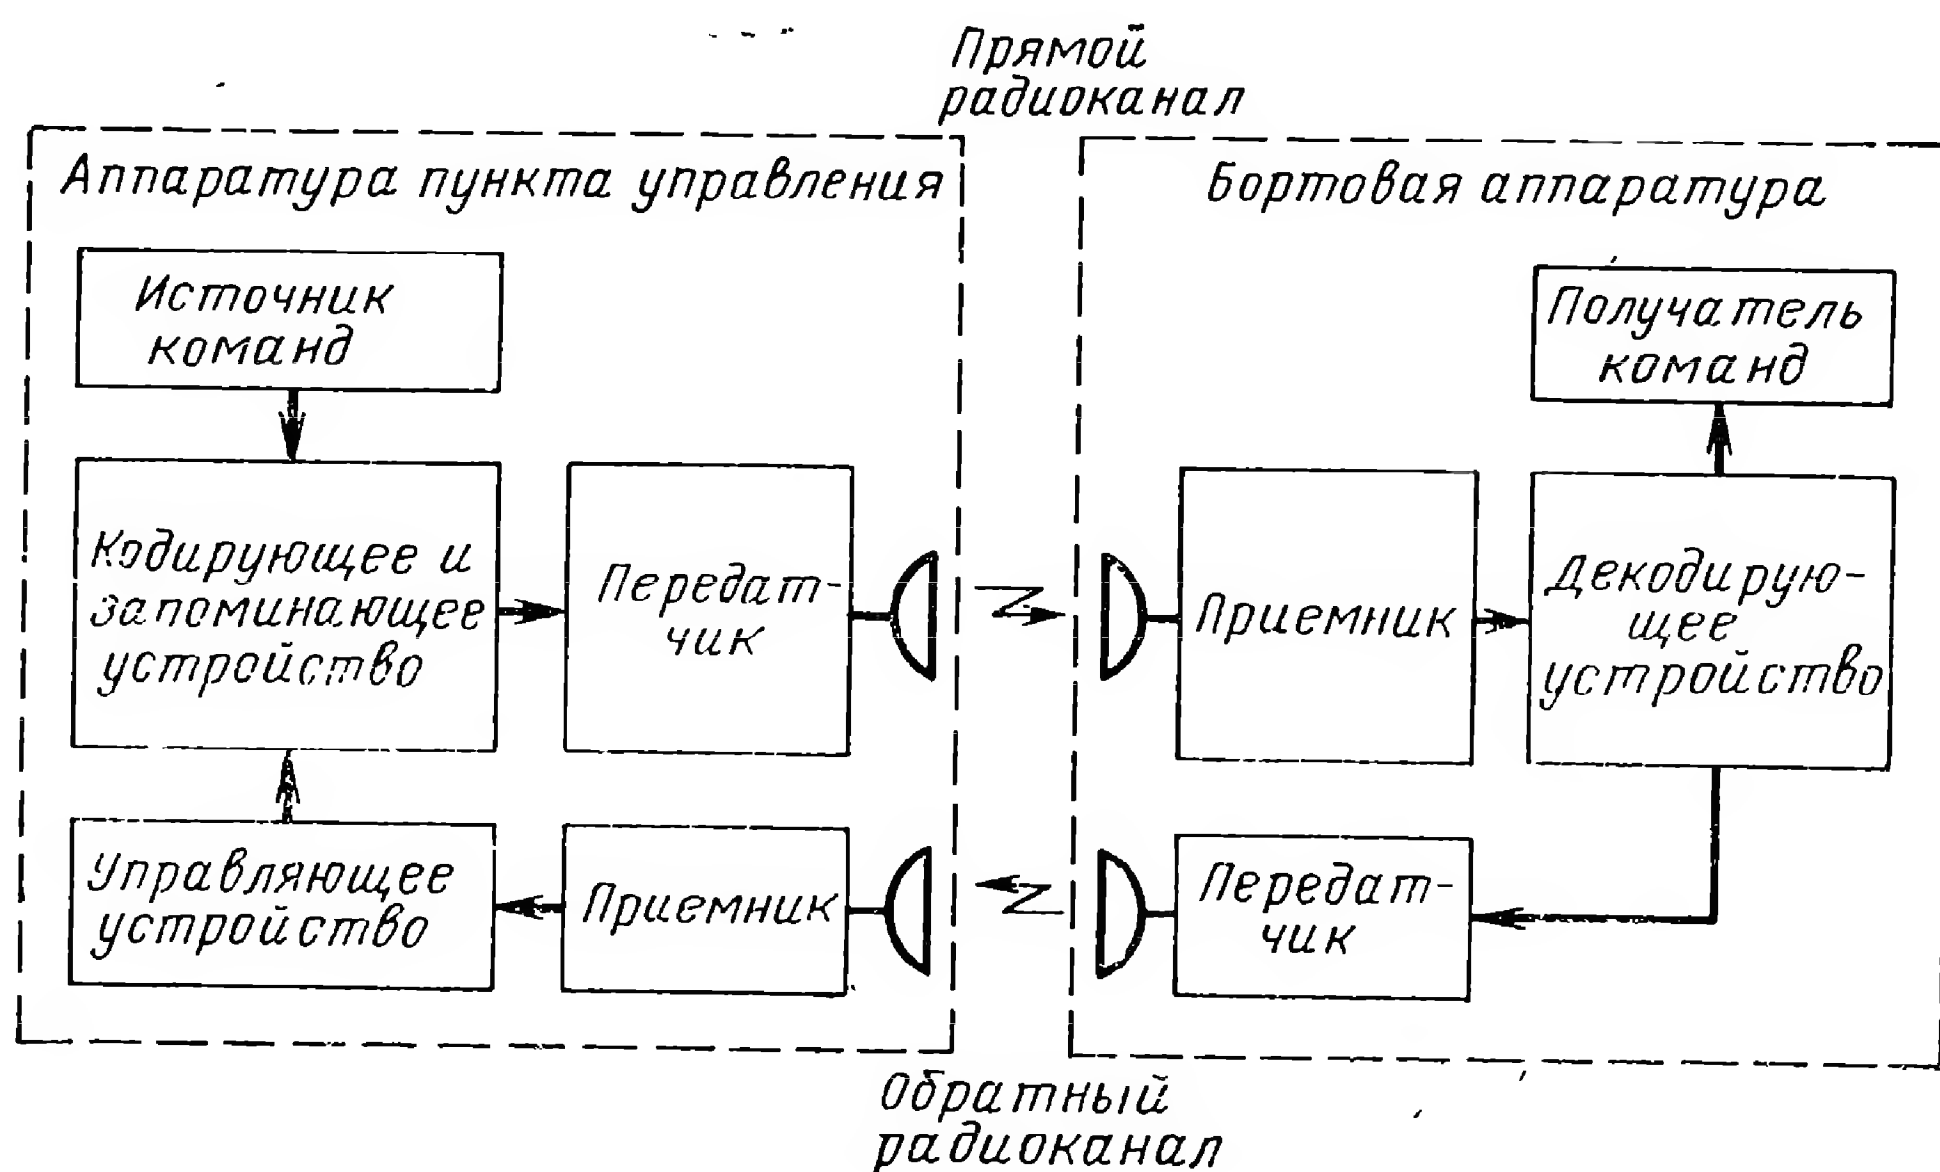 Прямой
радиоканал
Аппаратура пункта управления
Источник
команд
Кодирующее и
запоминающее
устройство
Передат-
чик
Управляющее
устройство
Приемник
Бортовая аппаратура
Получатель
команд
Приемник
Декодирую-
щее
устройство
Передат-
чик
Обратный
радиоканал